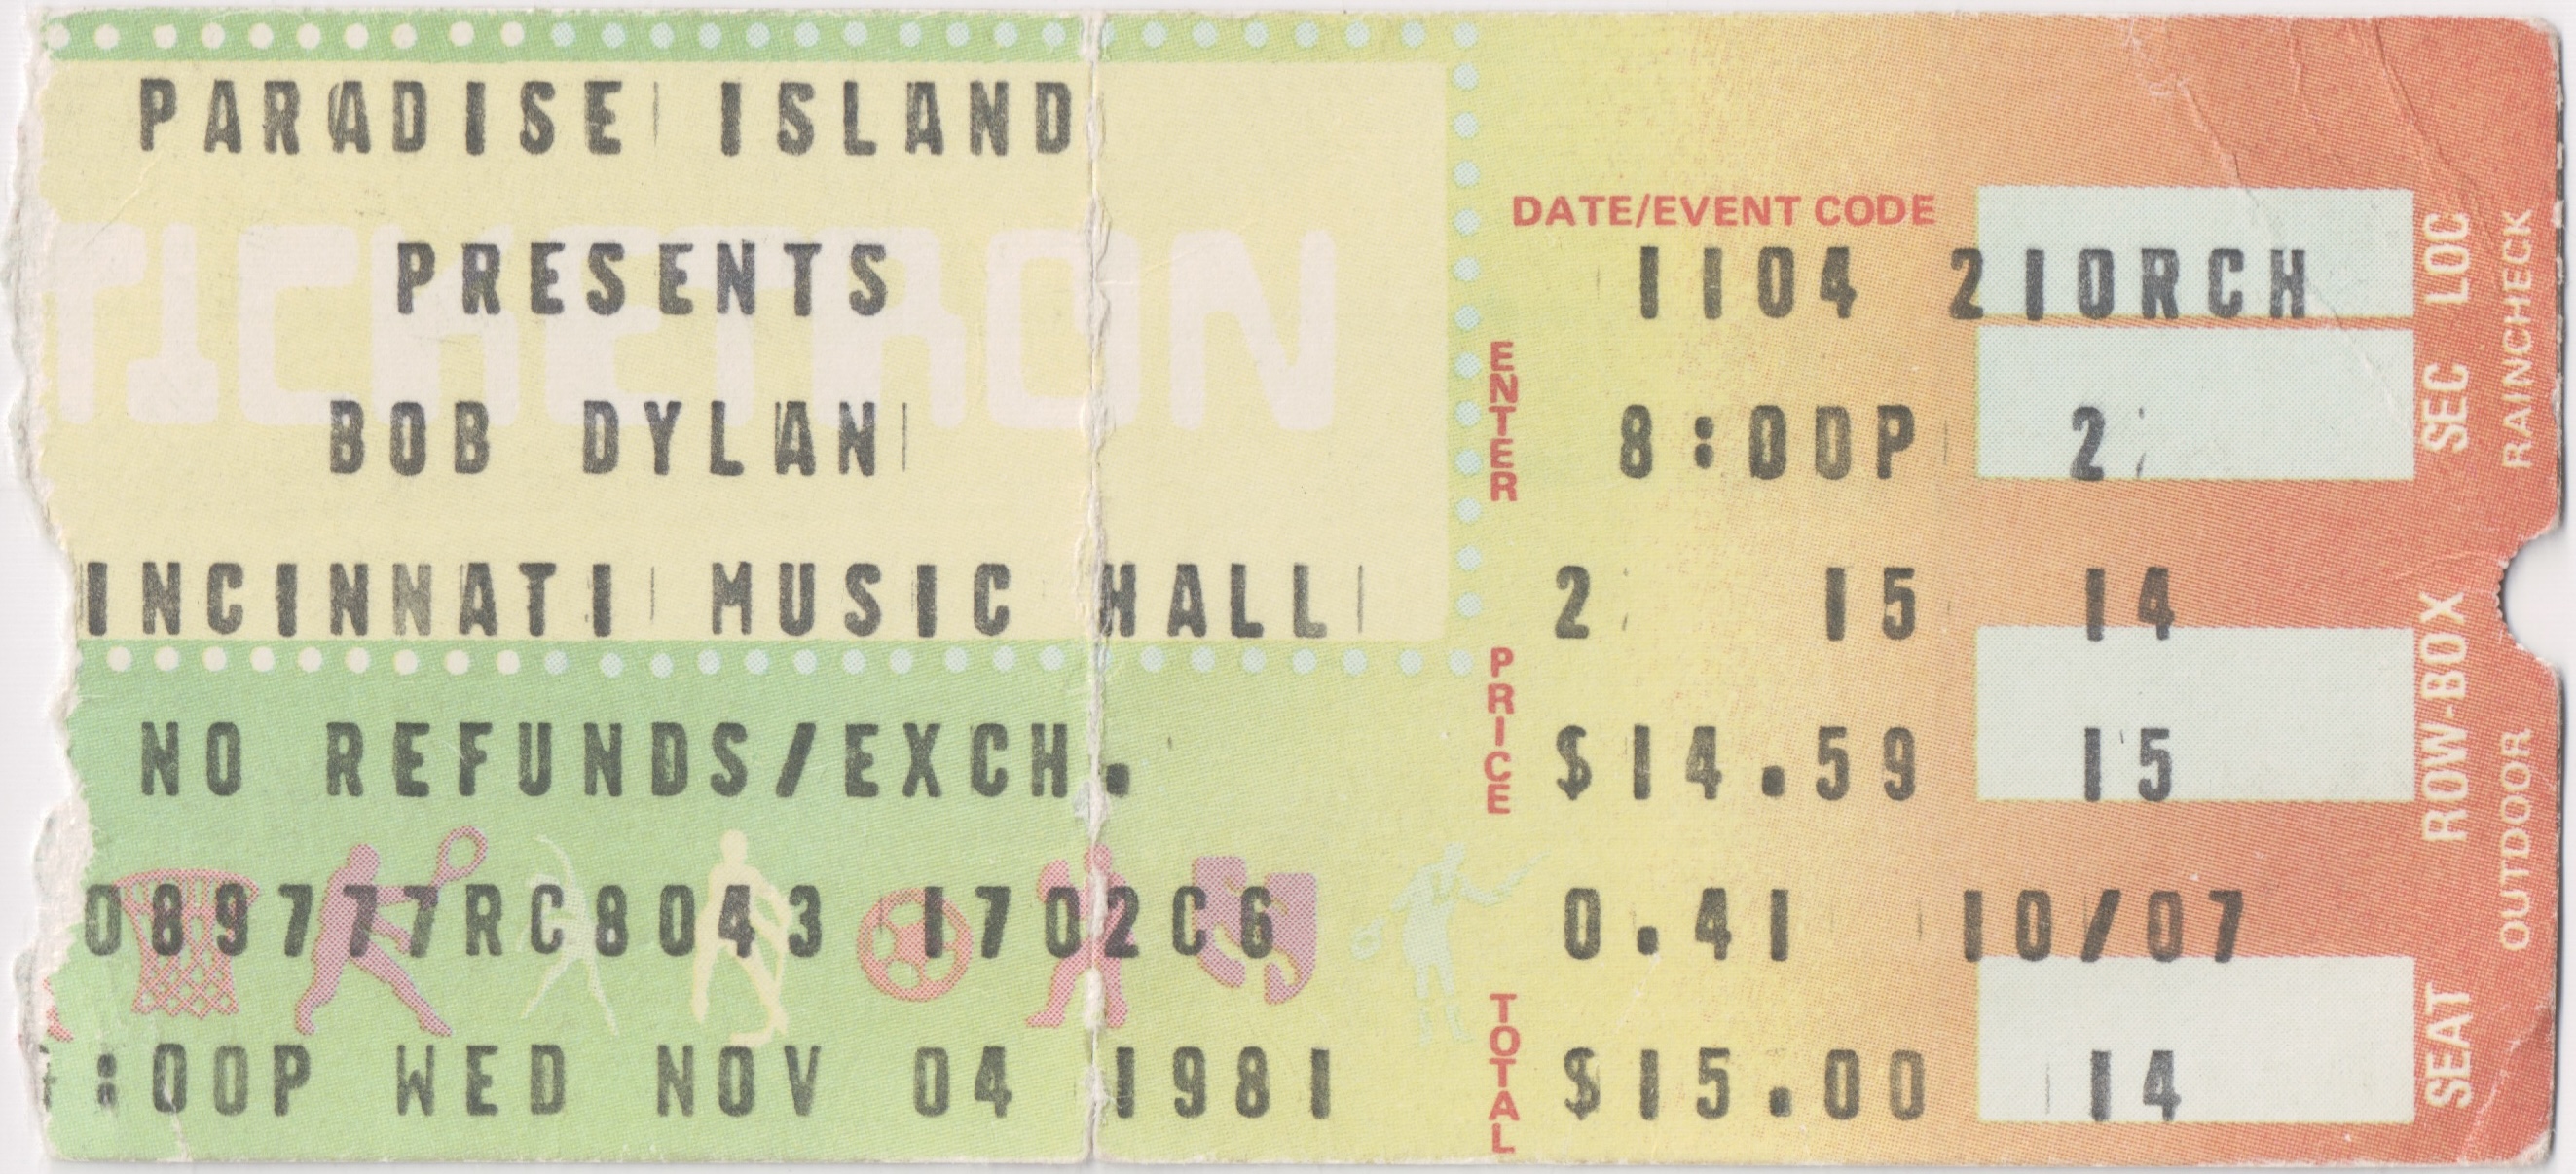 PARADISE ISLAND
TICKETRON
PRESENTS
BOB DYLAN
INCINNATI MUSIC HALL
NO REFUNDS/EXCH.
089777RC8043 1702C6
:00P WED NOV 04 1981
DATE/EVENT CODE
1104 210RCH
ENTER
8:00P 2
2 15 14
PRICE
$14.59 15
0.41 10/07
TOTAL
$15.00 14
LOC
SEC
ROW-BOX
SEAT
RAINCHECK
OUTDOOR